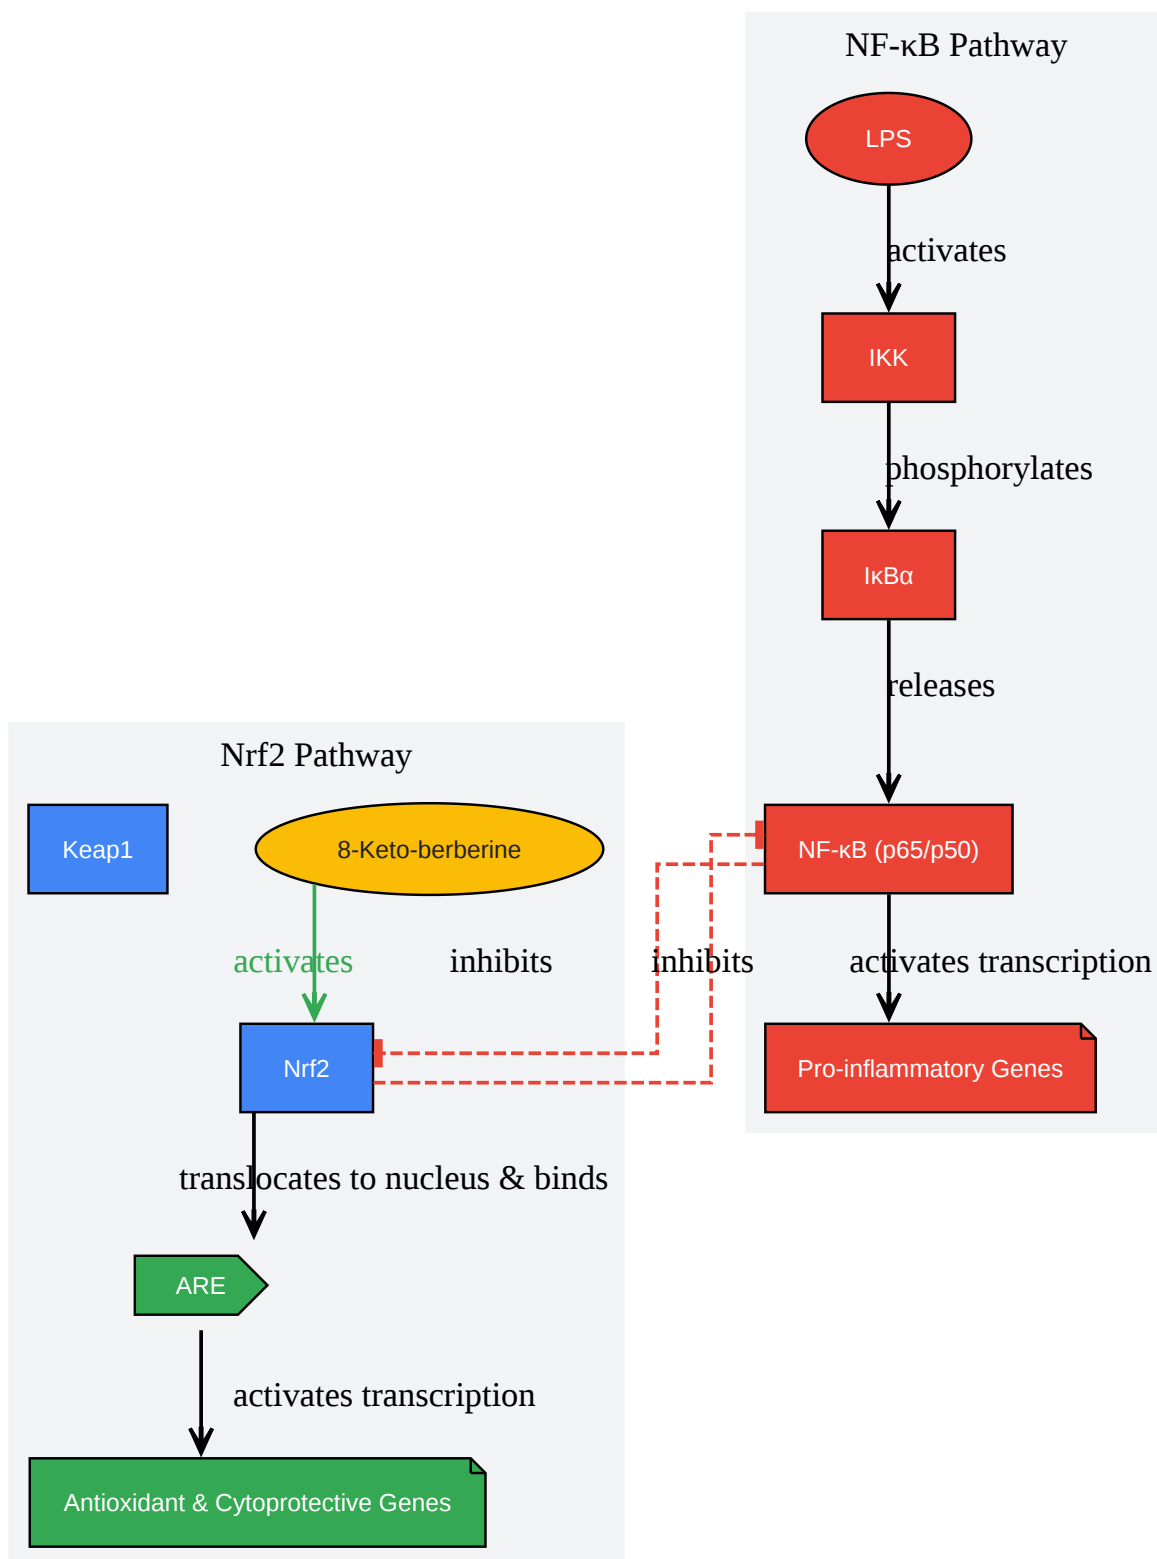 NF-κB Pathway
LPS
activates
IKK
phosphorylates
IκBα
releases
Nrf2 Pathway
Keap1
8-Keto-berberine
NF-κB (p65/p50)
activates
inhibits
inhibits
activates transcription
Nrf2
Pro-inflammatory Genes
translocates to nucleus & binds
ARE
activates transcription
Antioxidant & Cytoprotective Genes